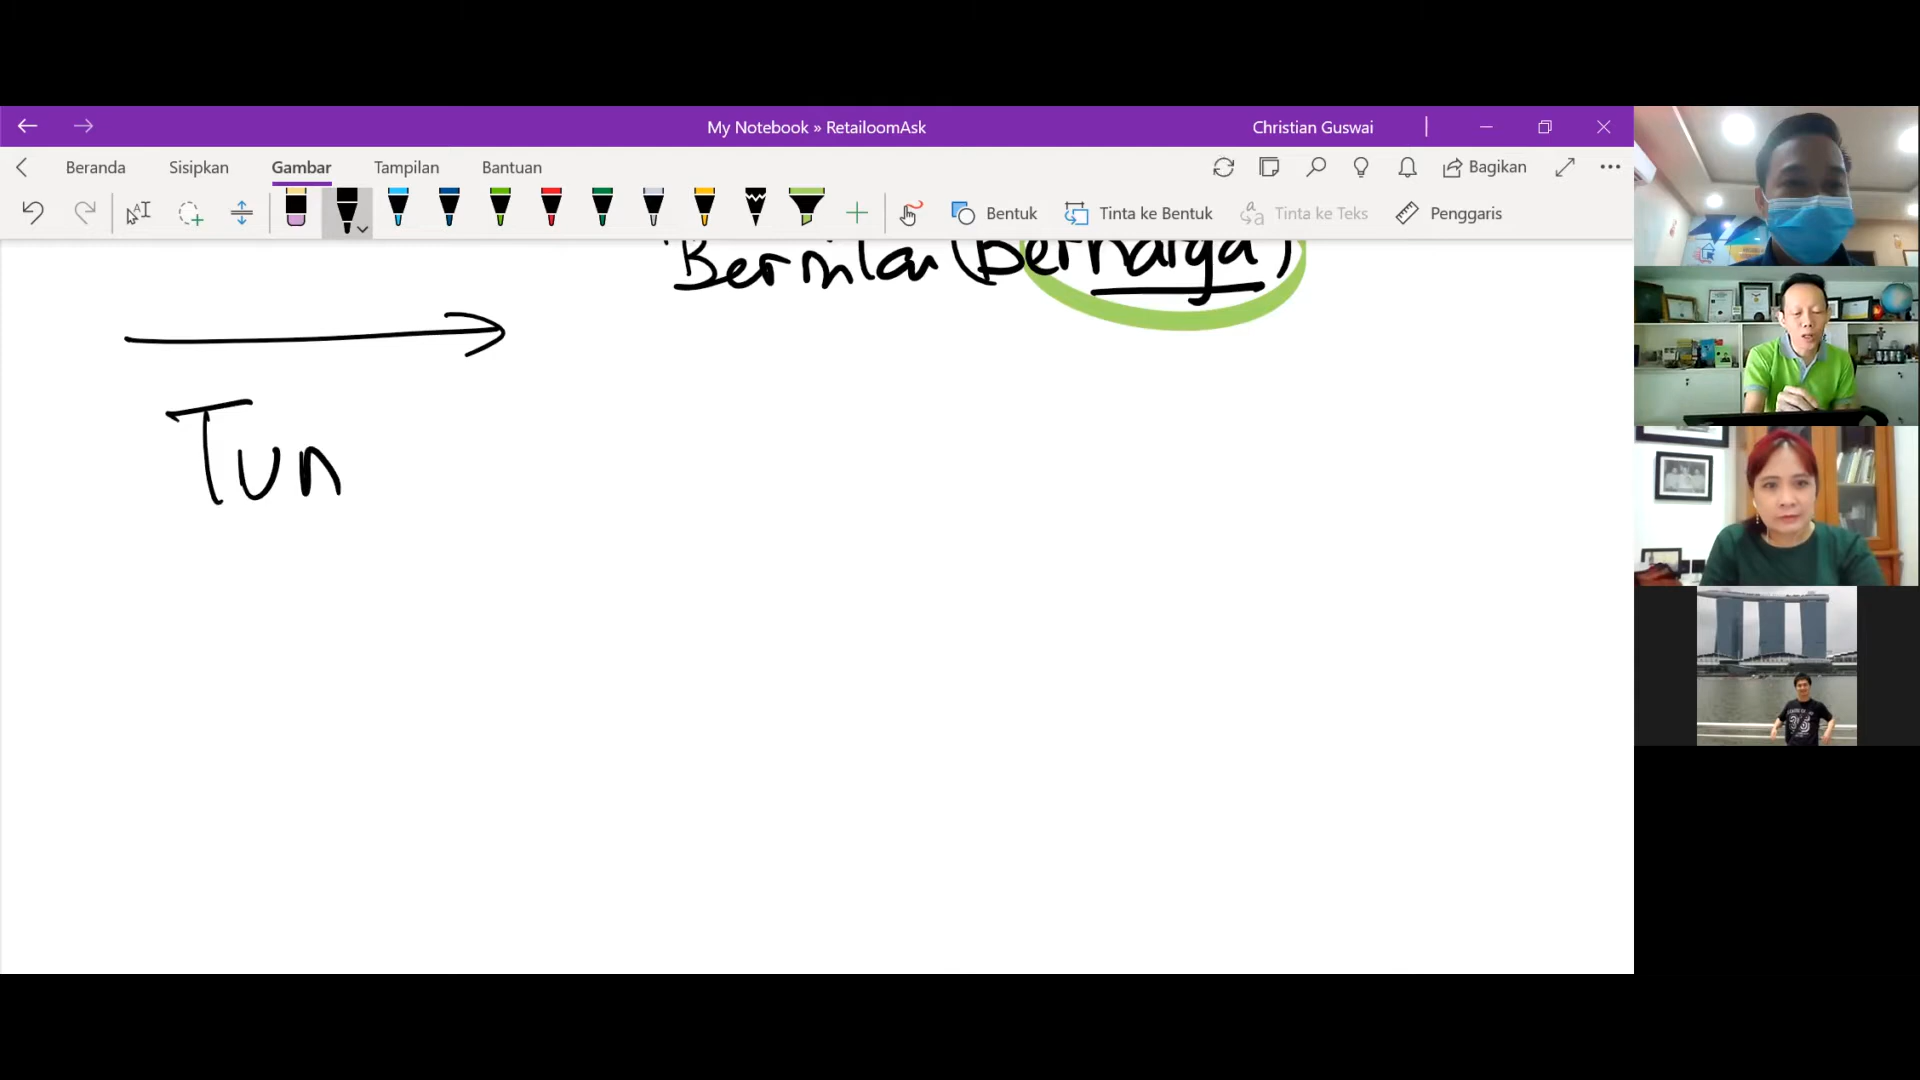 My Notebook » RetailoomAsk
Christian Guswai
Beranda
Sisipkan
Gambar
Tampilan
Bantuan
Bagikan
Bentuk
Tinta ke Bentuk
Tinta ke Teks
Penggaris
Bernilai (Berharga)
Tun